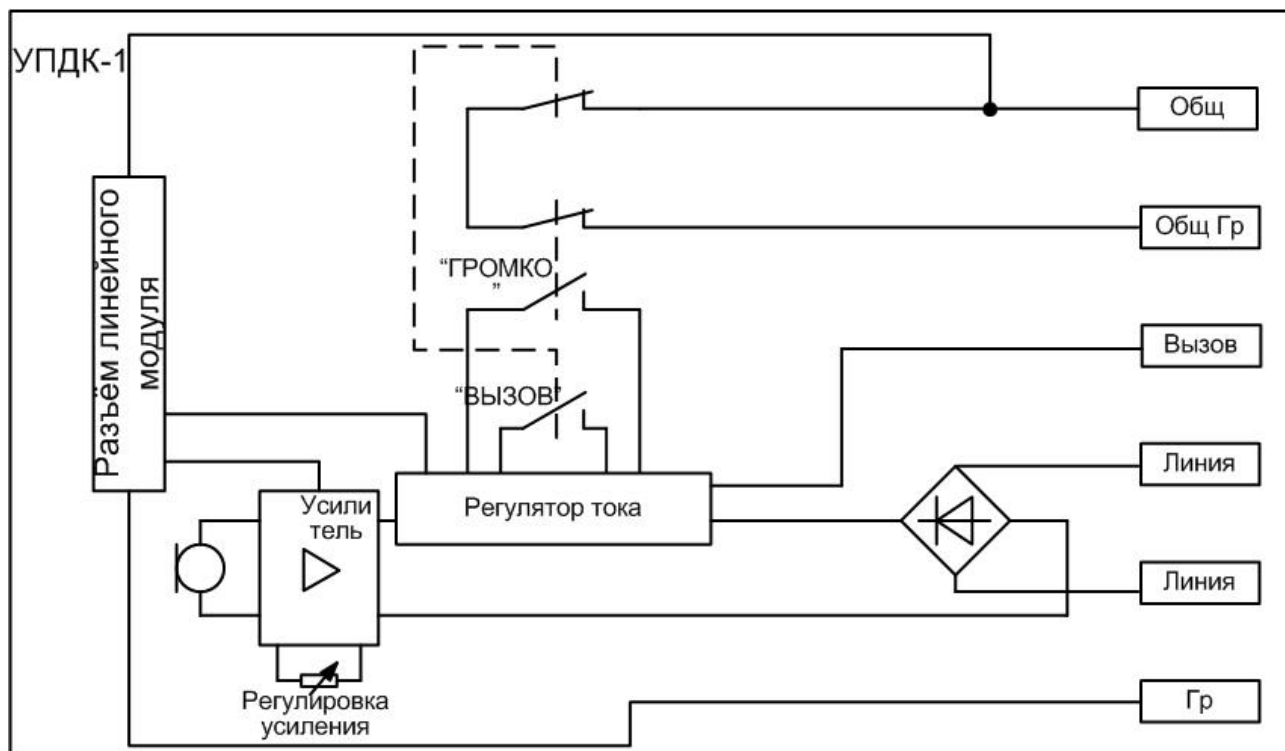 УПДК-1
Общ
Общ Гр
“ГРОМКО
”
Вызов
“ВЫЗОВ”
Разъём линейного
модуля
Линия
Усили
тель
Регулятор тока
Линия
Регулировка
усиления
Гр